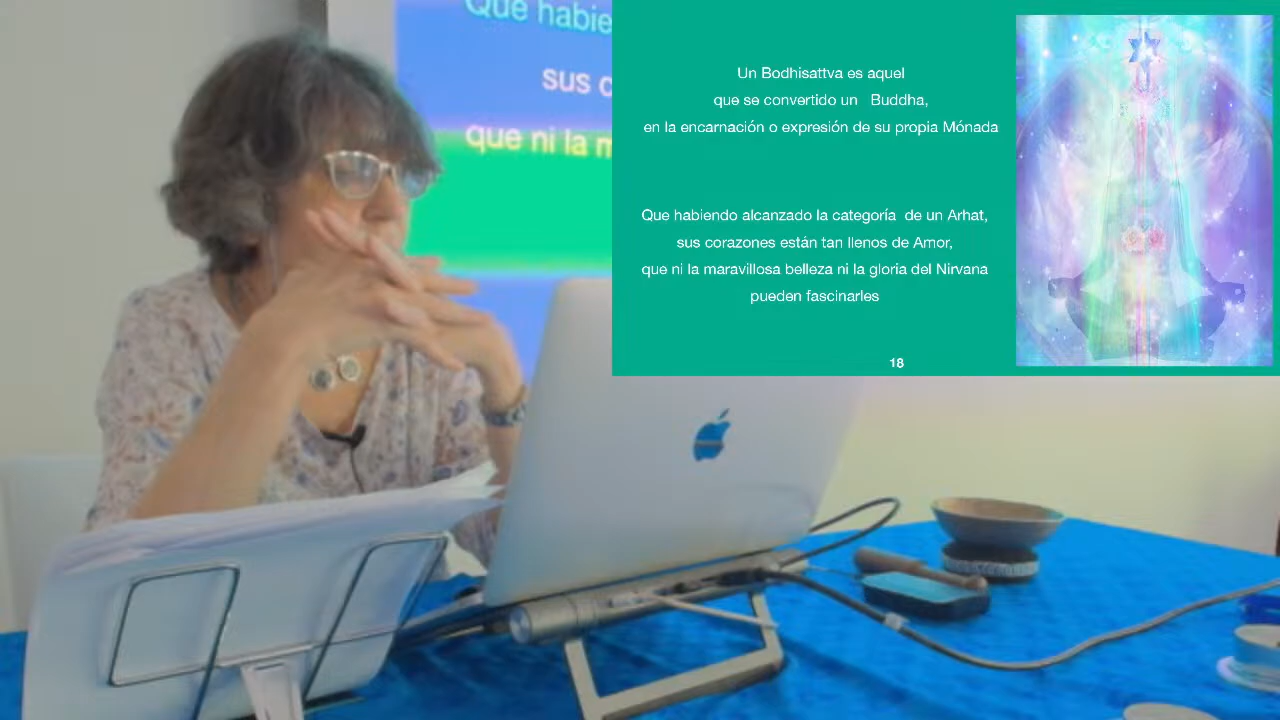 Que habie
sus c
que ni la m
Un Bodhisattva es aquel
que se convertido un Buddha,
en la encarnación o expresión de su propia Mónada
Que habiendo alcanzado la categoría de un Arhat,
sus corazones están tan llenos de Amor,
que ni la maravillosa belleza ni la gloria del Nirvana
pueden fascinarles
18